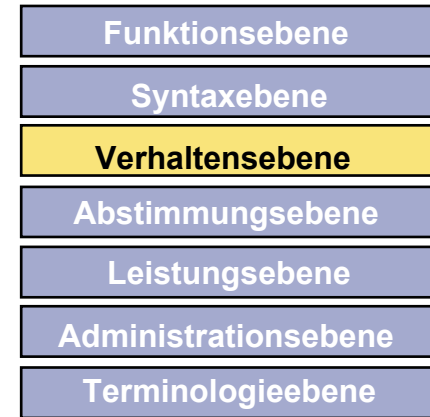 Funktionsebene
Syntaxebene
Verhaltensebene
Abstimmungsebene
Leistungsebene
Administrationsebene
Terminologieebene